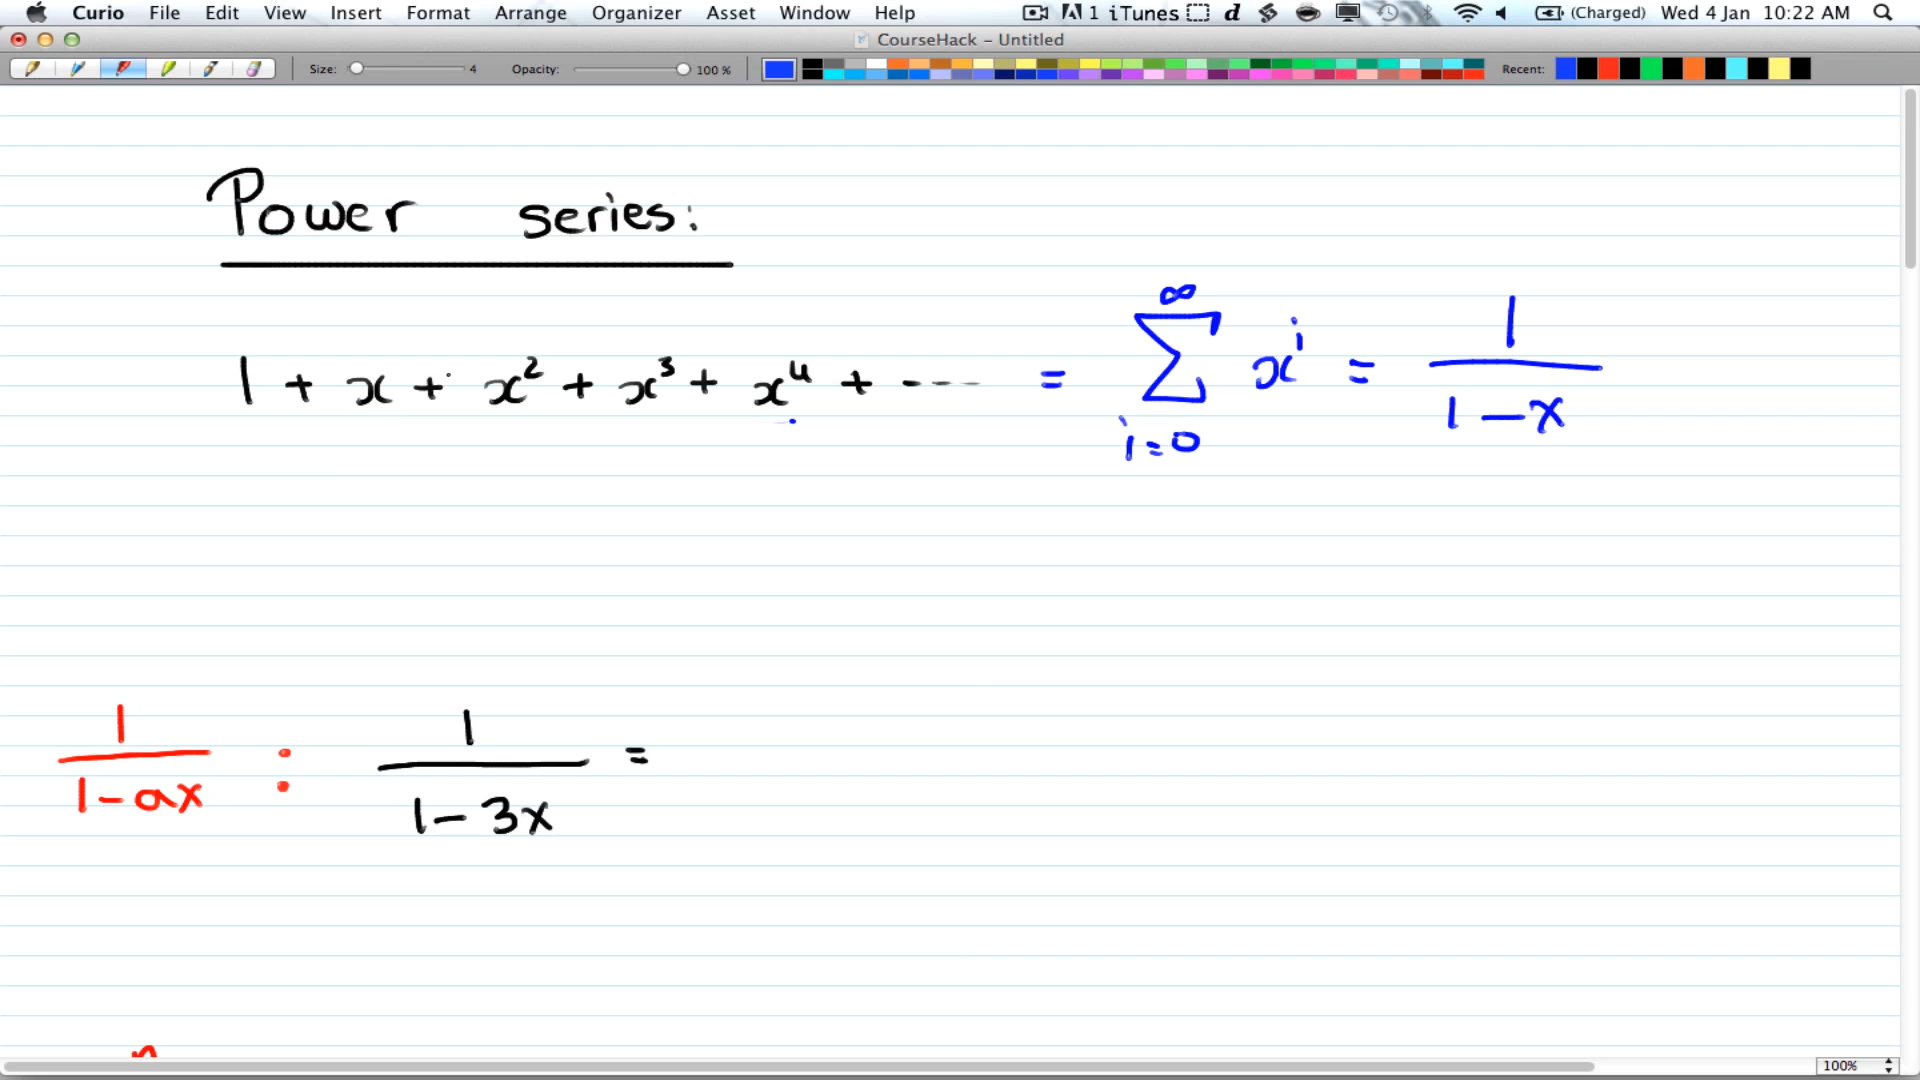 Curio File Edit View Insert Format Arrange Organizer Asset Window Help 1 iTunes d (Charged) Wed 4 Jan 10:22 AM
CourseHack – Untitled
Size: 4 Opacity: 100 % Recent:
Power series:
1 + x + x² + x³ + x⁴ + ---- = ∑_{i=0}^{∞} xⁱ = 1/(1 – x)
1/(1 – ax) : 1/(1 – 3x) =
100%